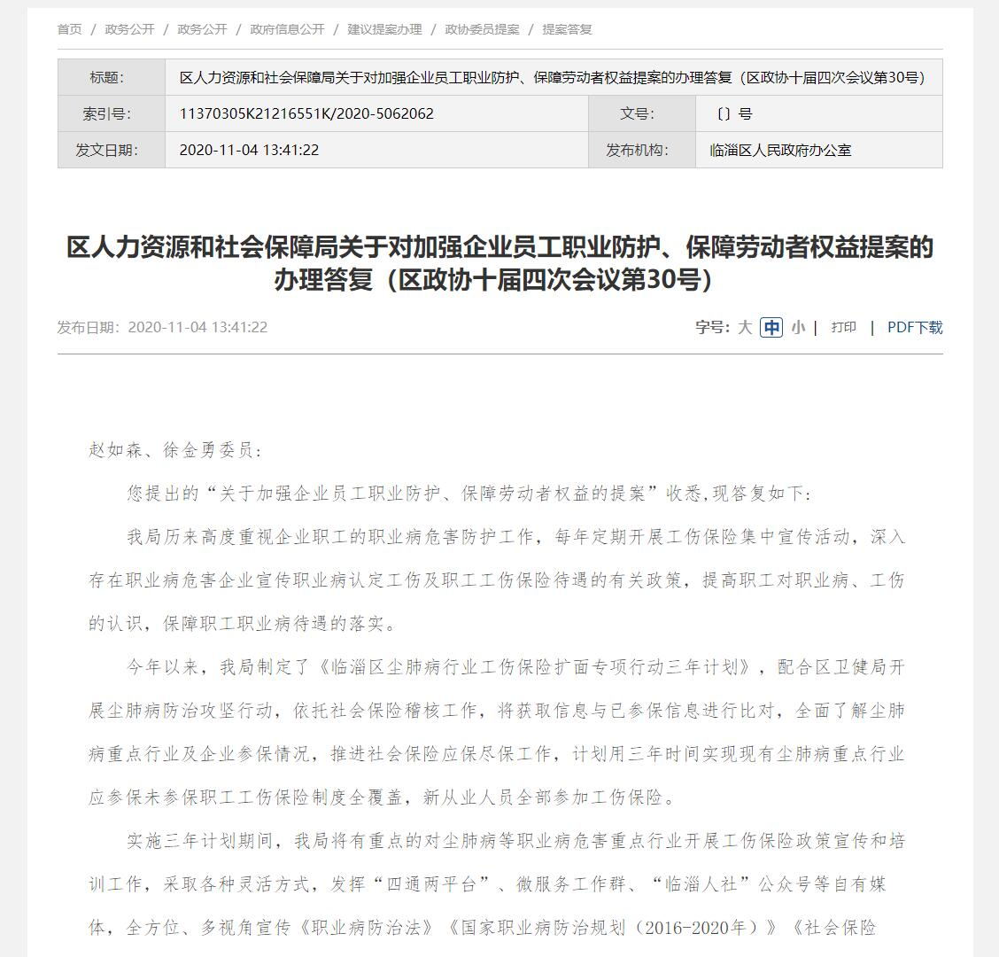 首页 / 政务公开 / 政务公开 / 政府信息公开 / 建议提案办理 / 政协委员提案 / 提案答复
标题： 区人力资源和社会保障局关于对加强企业员工职业防护、保障劳动者权益提案的办理答复（区政协十届四次会议第30号）
索引号： 11370305K21216551K/2020-5062062 文号： 〔〕号
发文日期： 2020-11-04 13:41:22 发布机构： 临淄区人民政府办公室
区人力资源和社会保障局关于对加强企业员工职业防护、保障劳动者权益提案的
办理答复（区政协十届四次会议第30号）
发布日期：2020-11-04 13:41:22 字号：大 中 小 | 打印 | PDF下载
赵如森、徐金勇委员：
您提出的“关于加强企业员工职业防护、保障劳动者权益的提案”收悉,现答复如下：
我局历来高度重视企业职工的职业病危害防护工作，每年定期开展工伤保险集中宣传活动，深入
存在职业病危害企业宣传职业病认定工伤及职工工伤保险待遇的有关政策，提高职工对职业病、工伤
的认识，保障职工职业病待遇的落实。
今年以来，我局制定了《临淄区尘肺病行业工伤保险扩面专项行动三年计划》，配合区卫健局开
展尘肺病防治攻坚行动，依托社会保险稽核工作，将获取信息与已参保信息进行比对，全面了解尘肺
病重点行业及企业参保情况，推进社会保险应保尽保工作，计划用三年时间实现现有尘肺病重点行业
应参保未参保职工工伤保险制度全覆盖，新从业人员全部参加工伤保险。
实施三年计划期间，我局将有重点的对尘肺病等职业病危害重点行业开展工伤保险政策宣传和培
训工作，采取各种灵活方式，发挥“四通两平台”、微服务工作群、“临淄人社”公众号等自有媒
体，全方位、多视角宣传《职业病防治法》《国家职业病防治规划（2016-2020年）》《社会保险